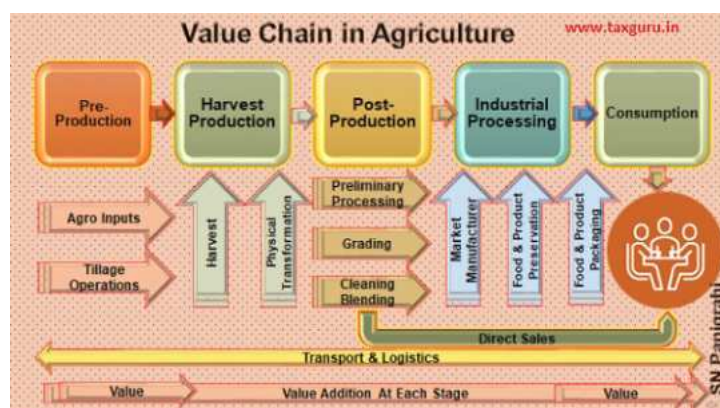 Value Chain in Agriculture
www.taxguru.in
Pre-
Production
Harvest
Production
Post-
Production
Industrial
Processing
Consumption
Agro Inputs
Tillage
Operations
Harvest
Physical
Transformation
Preliminary
Processing
Grading
Cleaning
Blending
Market
Manufacturer
Food & Product
Preservation
Food & Product
Packaging
Direct Sales
Transport & Logistics
Value
Value Addition At Each Stage
Value
SN Panigrahi